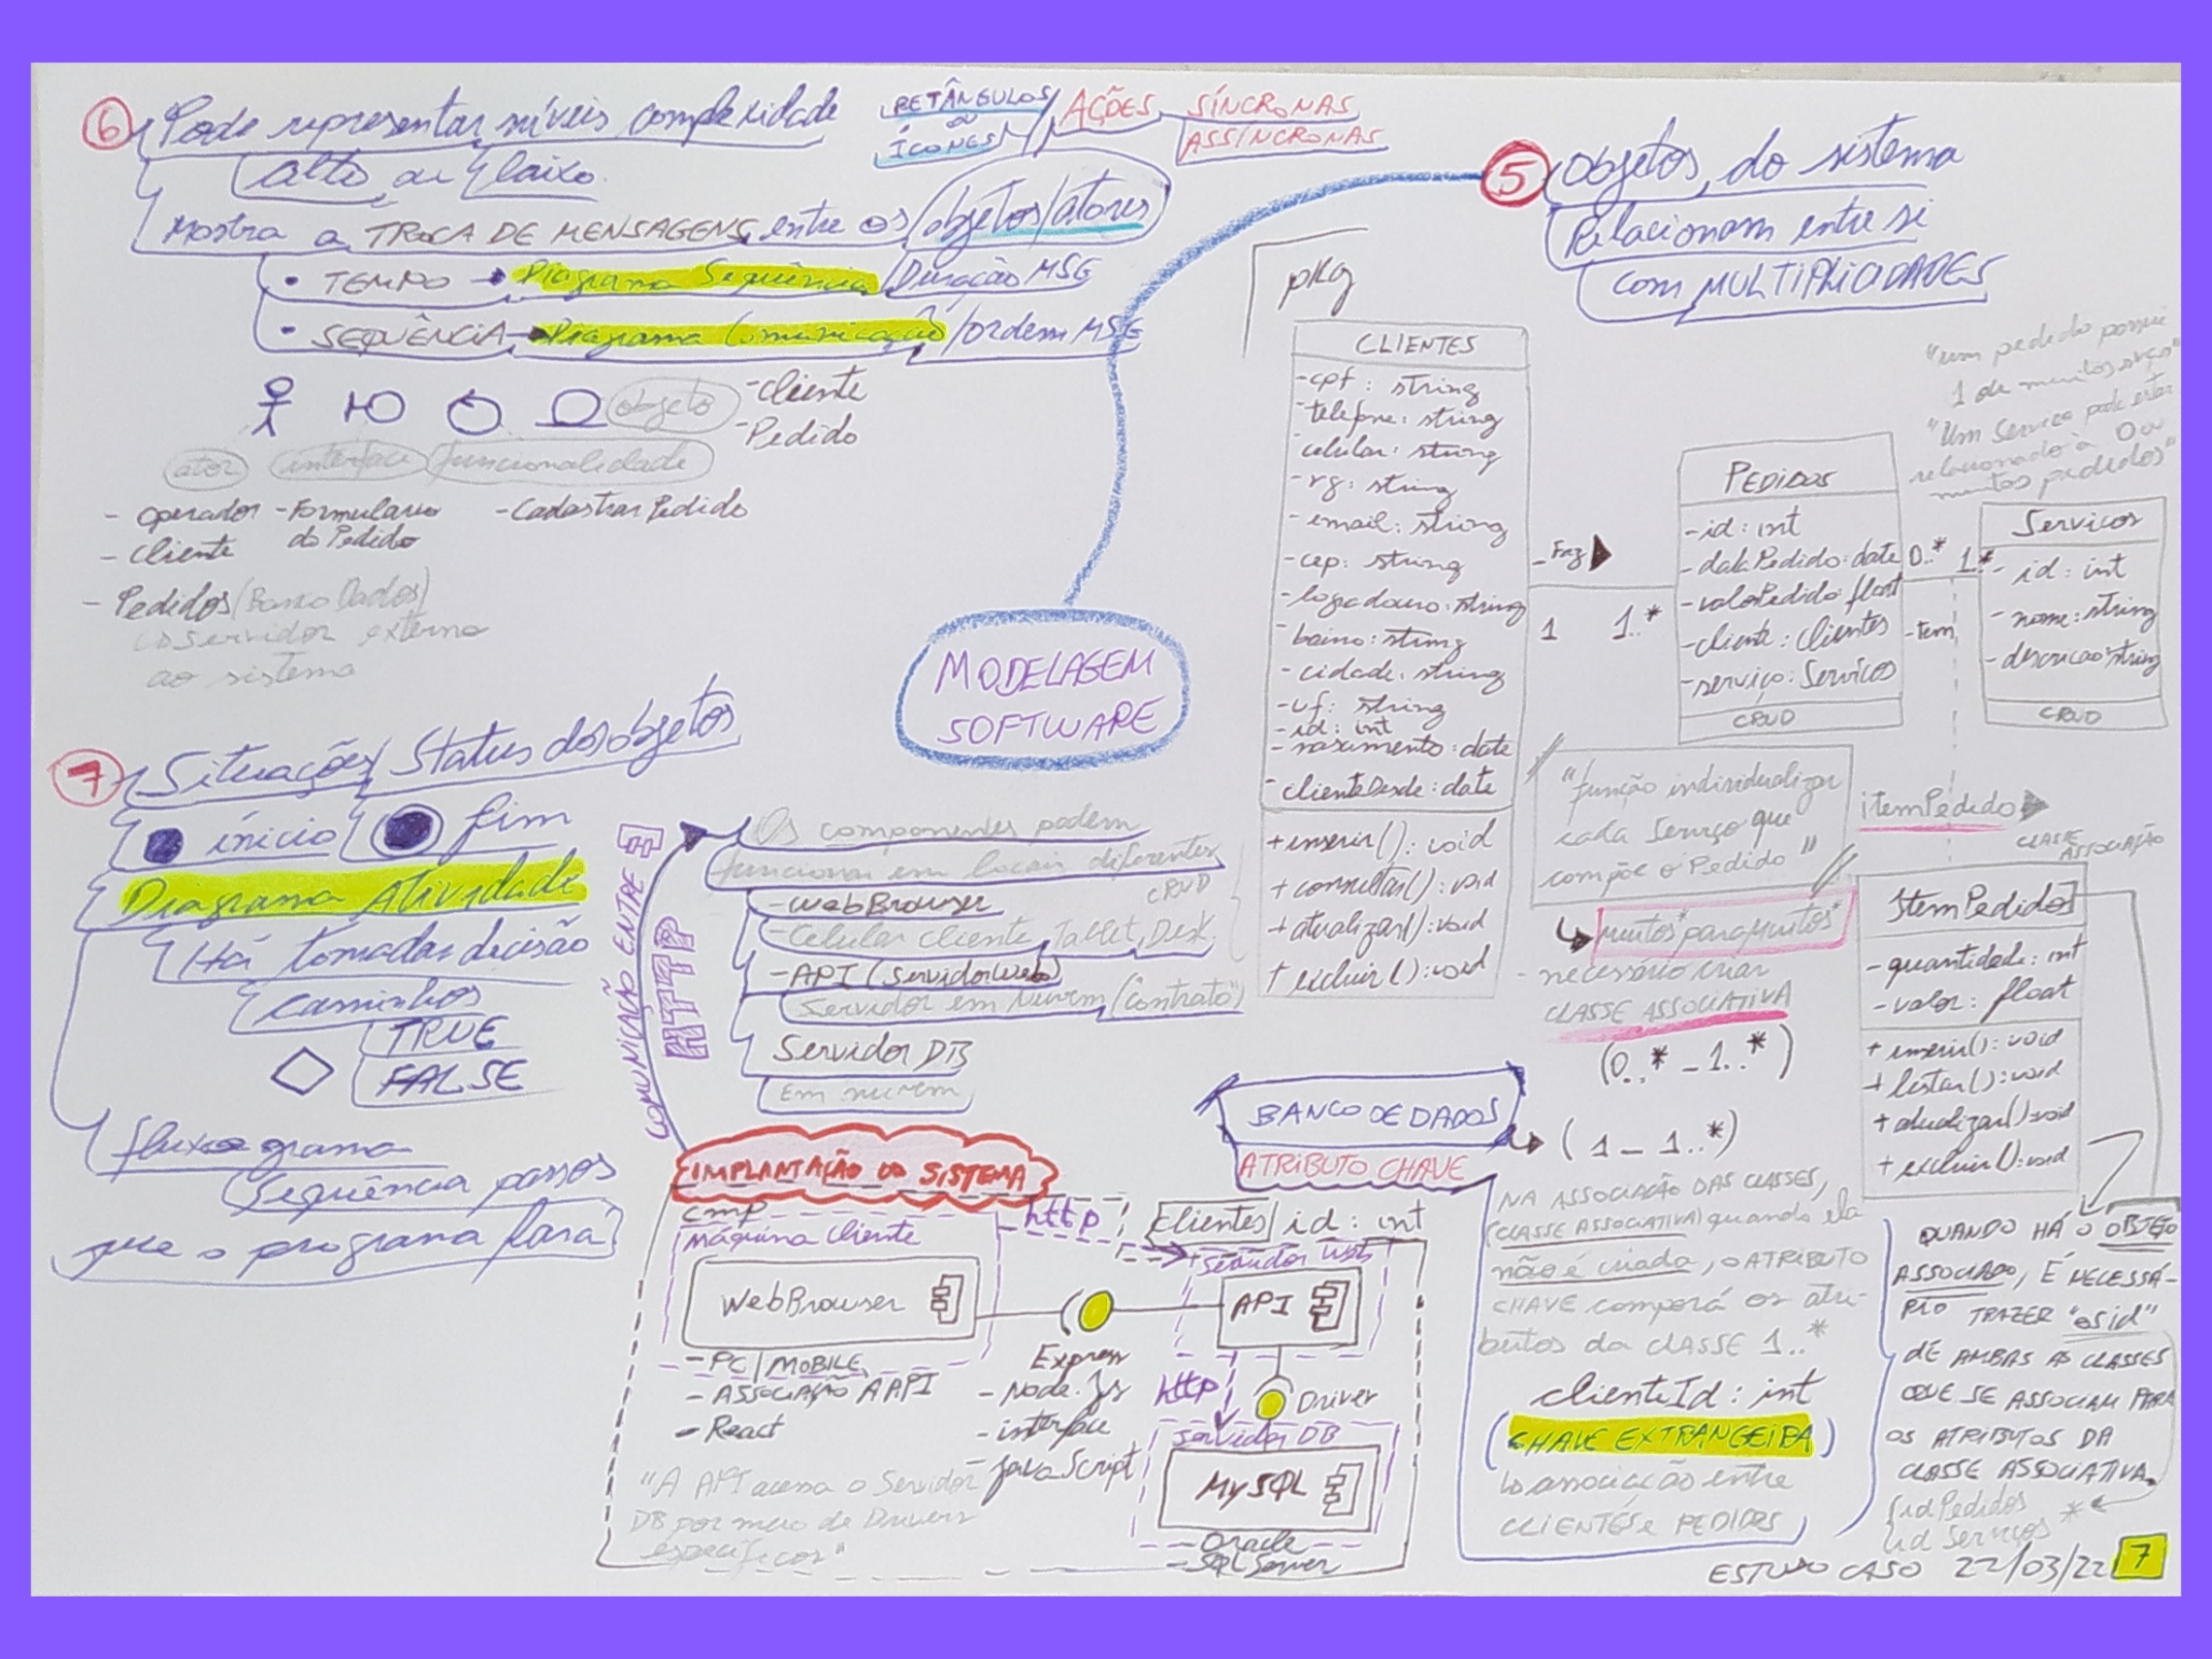 6 Pode representar níveis complexidade
alto ou baixo
Mostra a TROCA DE MENSAGENS entre os objetos/atores
RETÂNGULOS
ou
ÍCONES
AÇÕES SÍNCRONAS
ASSÍNCRONAS
• TEMPO → Diagrama Sequência / Duração MSG
• SEQUÊNCIA → Diagrama Comunicação / ordem MSG
objeto
- Cliente
- Pedido
ator interface funcionalidade
- operador - Formulario - Cadastrar Pedido
- Cliente do Pedido
- Pedidos (Banco Dados)
servidor externo
ao sistema
5 Objetos do sistema
Relacionam entre si
com MULTIPLICIDADES
MODELAGEM
SOFTWARE
pkg
CLIENTES
- cpf: string
- telefone: string
- celular: string
- rg: string
- email: string
- cep: string
- logadouro: string
- bairro: string
- cidade: string
- uf: string
- id: int
- nascimento: date
- clienteDesde: date
+ inserir(): void
+ consultar(): void
+ atualizar(): void
+ excluir(): void
CRUD
- Faz
1 1..*
PEDIDOS
- id: int
- dataPedido: date
- valorPedido: float
- cliente: Clientes
- serviço: Servicos
CRUD
0..* 1..*
- tem
"um pedido possui
1 de muitos srço"
"Um Serviço pode estar
relacionado à 0 ou
muitos pedidos"
Servicos
- id: int
- nome: string
- descricao: string
CRUD
"função individualizar
cada Serviço que
compõe o Pedido"
itemPedido
CLASSE
ASSOCIAÇÃO
muitos* para muitos*
- necessário criar
CLASSE ASSOCIATIVA
(0..* - 1..*)
ItemPedido
- quantidade: int
- valor: float
+ inserir(): void
+ listar(): void
+ atualizar(): void
+ excluir(): void
7 Situações/Status dos objetos
início fim
Diagrama Atividade
Há tomadas decisão
caminhos
TRUE
FALSE
fluxograma
Sequência passos
que o programa fará
COMUNICAÇÃO ENTRE
HTTP
Os componentes podem
funcionar em locais diferentes
- WebBrowser
- Celular cliente, Tablet, Desk.
- API (Servidor Web)
Servidor em Nuvem ("contrato")
Servidor DB
Em nuvem
IMPLANTAÇÃO DO SISTEMA
cmp
Máquina Cliente
http
WebBrowser
- PC/MOBILE
- ASSOCIAÇÃO A API
- React
Express
- Node.Js
- interface
- JavaScript
Servidor Web
API
http
Driver
Servidor DB
MySQL
- Oracle
- SQL Server
"A API acessa o Servidor
DB por meio de Drivers
específicos"
BANCO DE DADOS
ATRIBUTO CHAVE
Clientes id: int
(1 - 1..*)
NA ASSOCIAÇÃO DAS CLASSES,
(CLASSE ASSOCIATIVA) quando ela
não é criada, o ATRIBUTO
CHAVE comporá os atri-
butos da CLASSE 1..*
clienteId: int
(CHAVE EXTRANGEIRA)
associação entre
CLIENTES e PEDIDOS
QUANDO HÁ O OBJETO
ASSOCIADO, É NECESSÁ-
RIO TRAZER "os id"
DE AMBAS AS CLASSES
QUE SE ASSOCIAM PARA
OS ATRIBUTOS DA
CLASSE ASSOCIATIVA.
idPedidos
id Serviços *
ESTUDO CASO 22/03/22 7